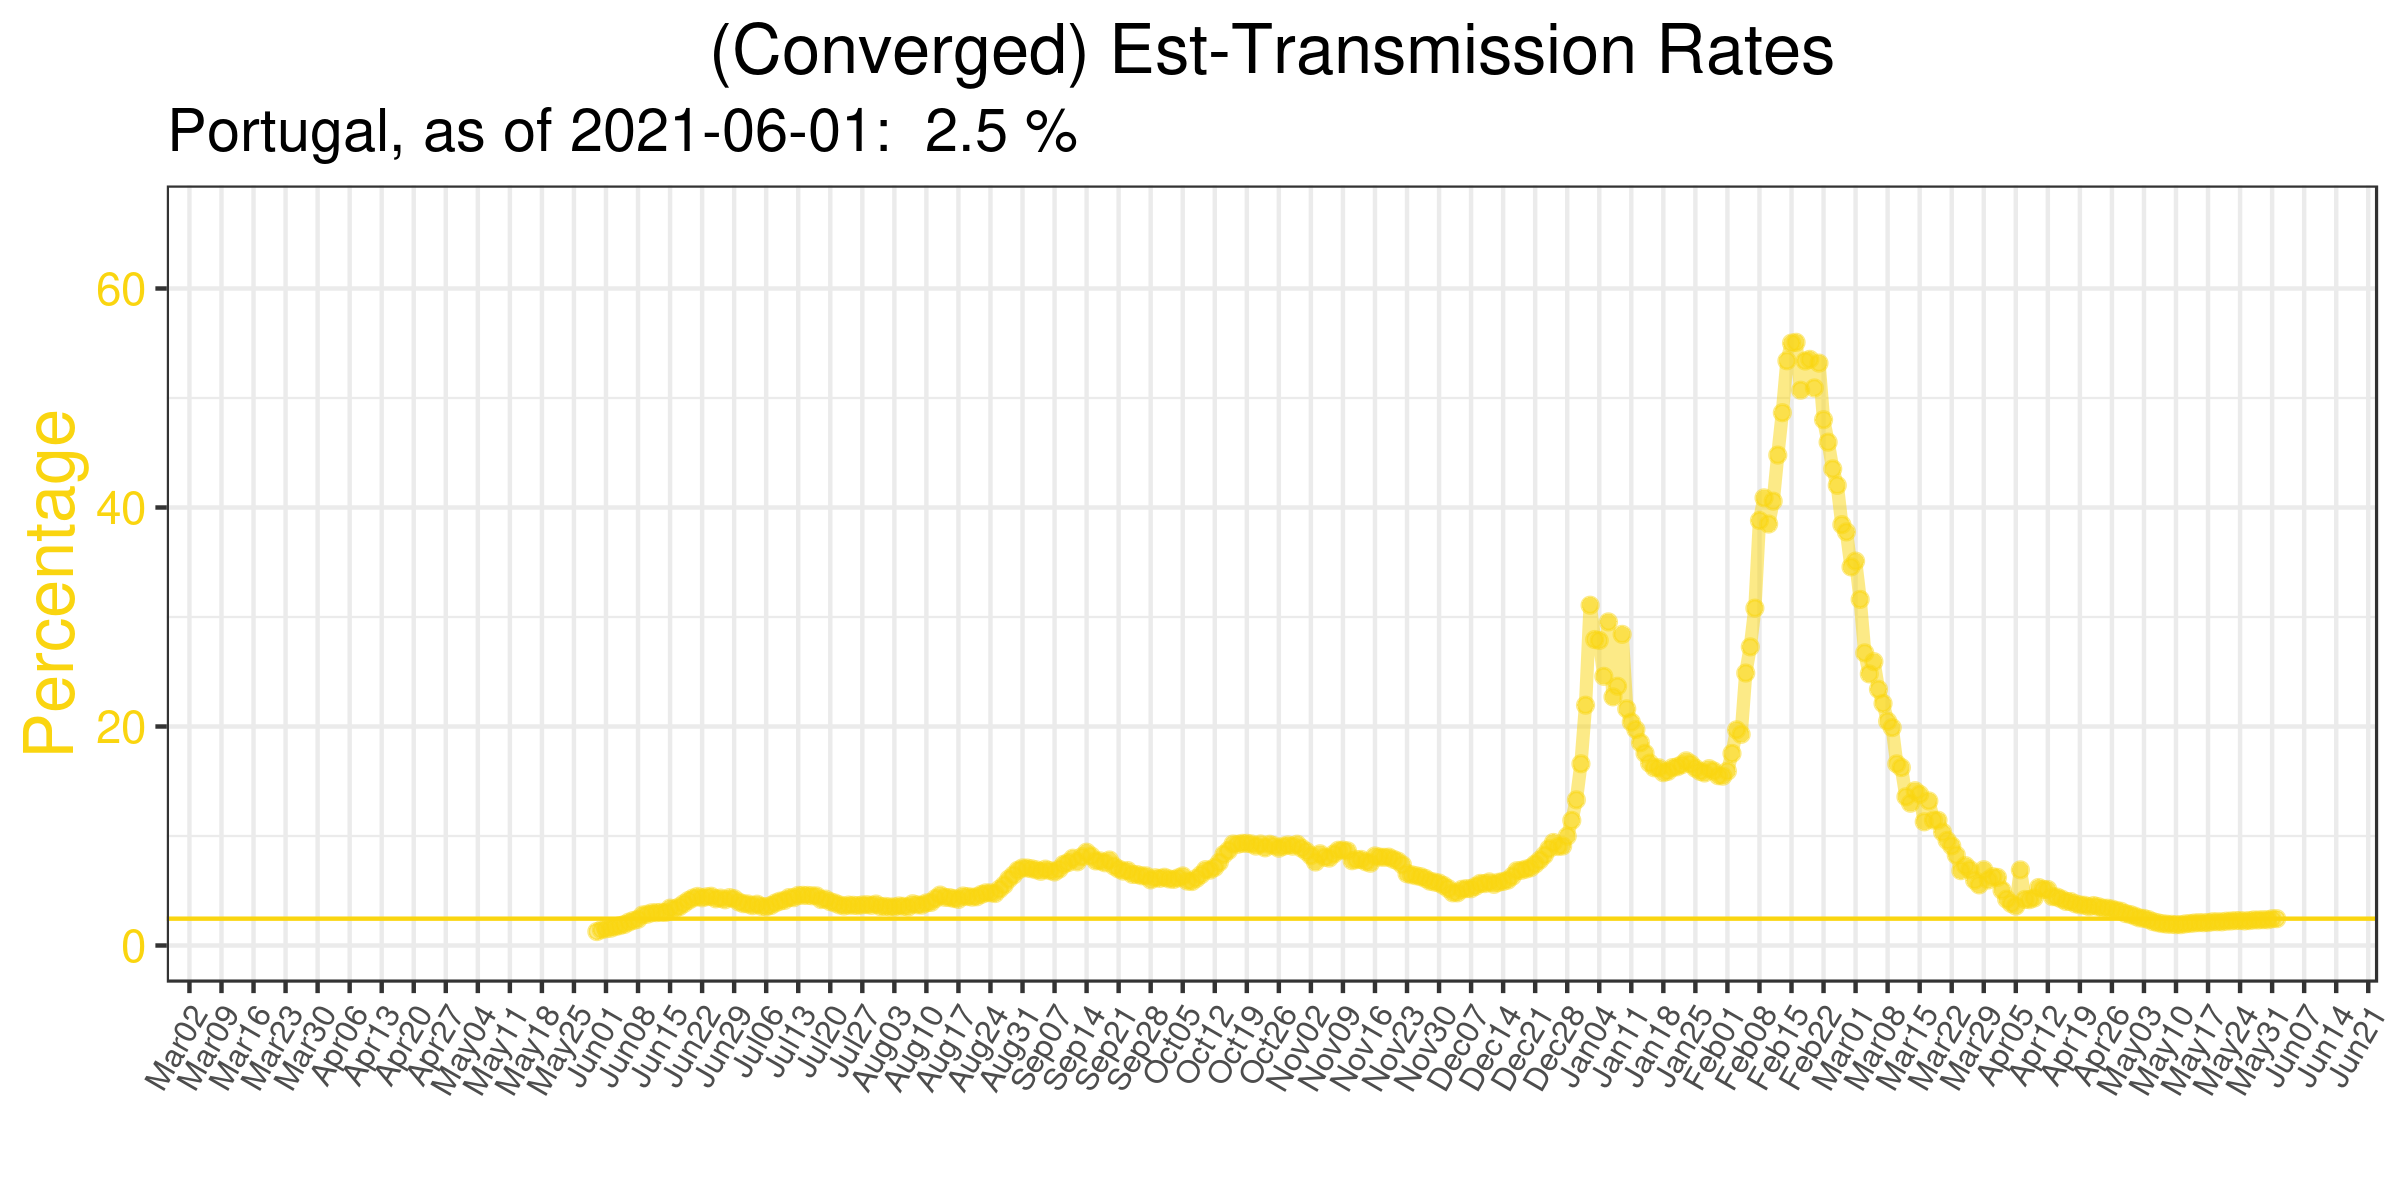 (Converged) Est-Transmission Rates
Portugal, as of 2021-06-01:  2.5 %
Percentage
60
40
20
0
Mar02
Mar09
Mar16
Mar23
Mar30
Apr06
Apr13
Apr20
Apr27
May04
May11
May18
May25
Jun01
Jun08
Jun15
Jun22
Jun29
Jul06
Jul13
Jul20
Jul27
Aug03
Aug10
Aug17
Aug24
Aug31
Sep07
Sep14
Sep21
Sep28
Oct05
Oct12
Oct19
Oct26
Nov02
Nov09
Nov16
Nov23
Nov30
Dec07
Dec14
Dec21
Dec28
Jan04
Jan11
Jan18
Jan25
Feb01
Feb08
Feb15
Feb22
Mar01
Mar08
Mar15
Mar22
Mar29
Apr05
Apr12
Apr19
Apr26
May03
May10
May17
May24
May31
Jun07
Jun14
Jun21